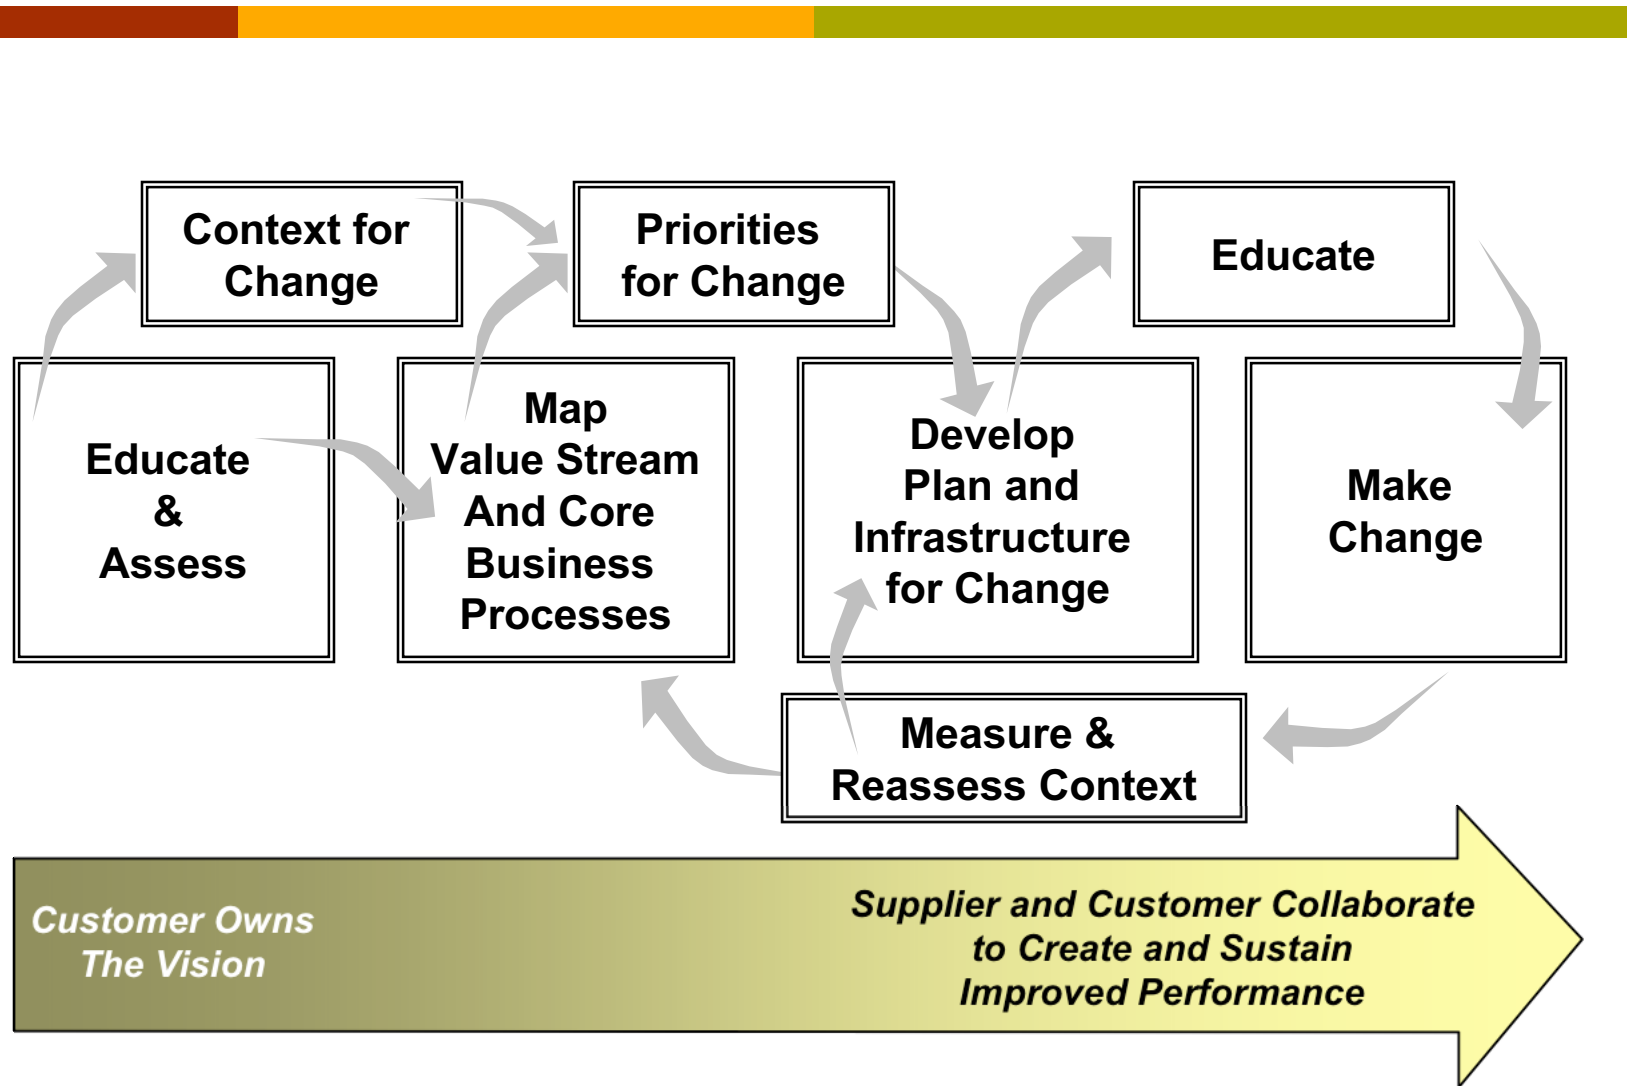 Context for
Change
Priorities
for Change
Educate
Educate
&
Assess
Map
Value Stream
And Core
Business
Processes
Develop
Plan and
Infrastructure
for Change
Make
Change
Measure &
Reassess Context
Customer Owns
The Vision
Supplier and Customer Collaborate
to Create and Sustain
Improved Performance